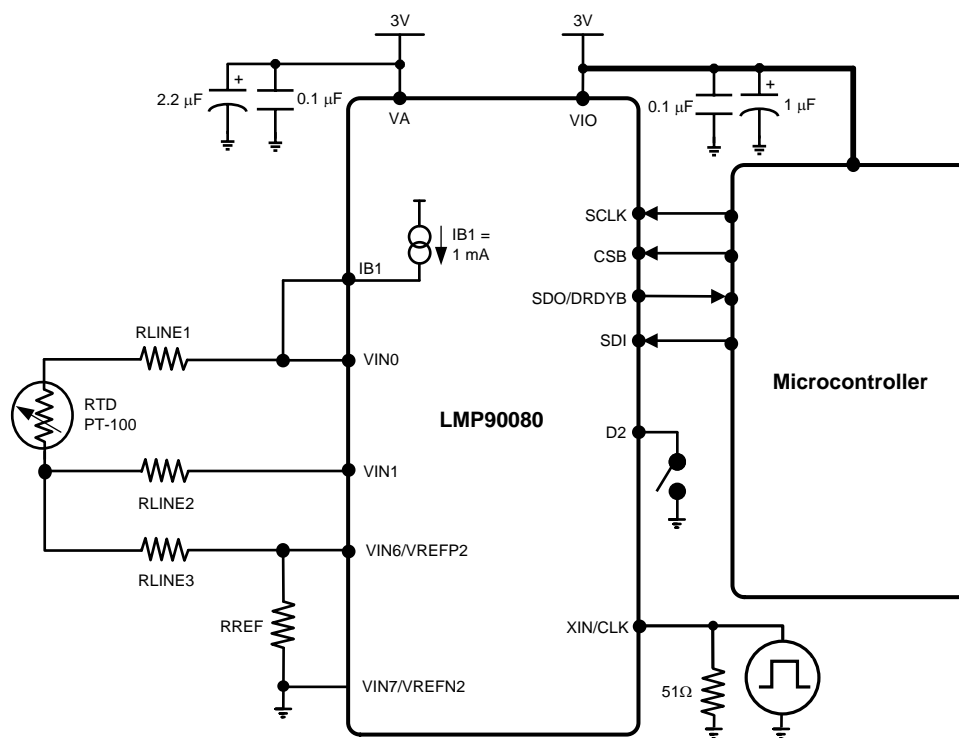 3V
3V
+
2.2 µF
0.1 µF
+
0.1 µF
1 µF
VA
VIO
SCLK
IB1 =
1 mA
CSB
IB1
SDO/DRDYB
RLINE1
SDI
VIN0
Microcontroller
RTD
PT-100
LMP90080
D2
VIN1
RLINE2
VIN6/VREFP2
RLINE3
RREF
XIN/CLK
VIN7/VREFN2
51Ω